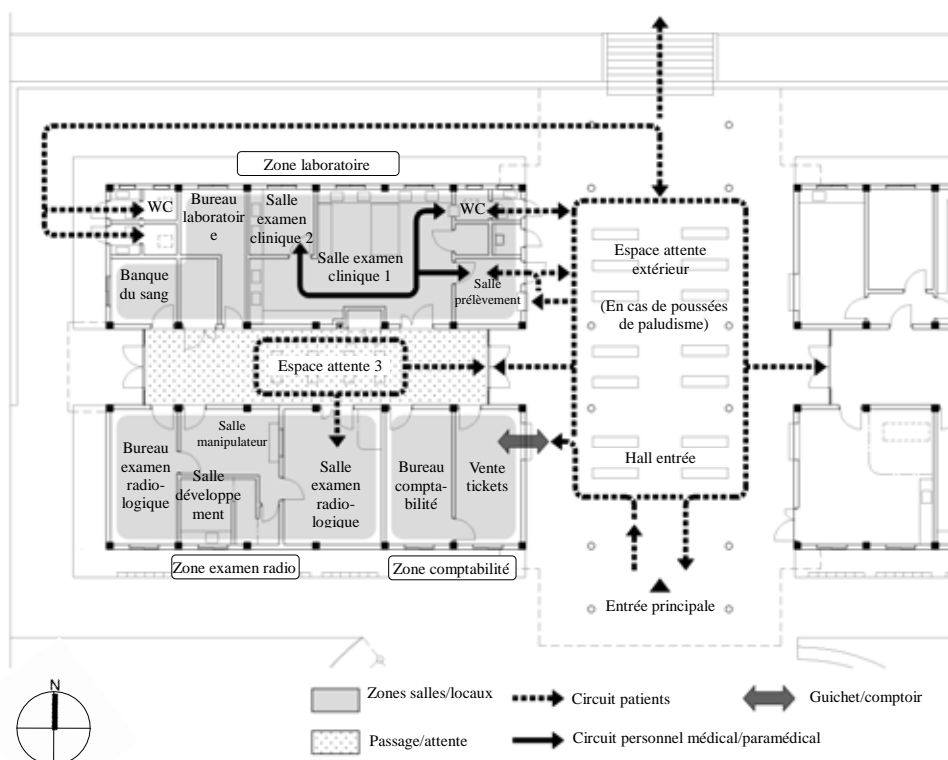 Zone laboratoire
WC
Bureau
laboratoir
e
Salle
examen
clinique 2
Salle examen
clinique 1
WC
Banque
du sang
Salle
prélèvement
Espace attente
extérieur
(En cas de poussées
de paludisme)
Espace attente 3
Hall entrée
Bureau
examen
radio-
logique
Salle
manipulateur
Salle
développe
ment
Salle
examen
radio-
logique
Bureau
compta-
bilité
Vente
tickets
Zone examen radio
Zone comptabilité
Entrée principale
N
Zones salles/locaux
Circuit patients
Guichet/comptoir
Passage/attente
Circuit personnel médical/paramédical